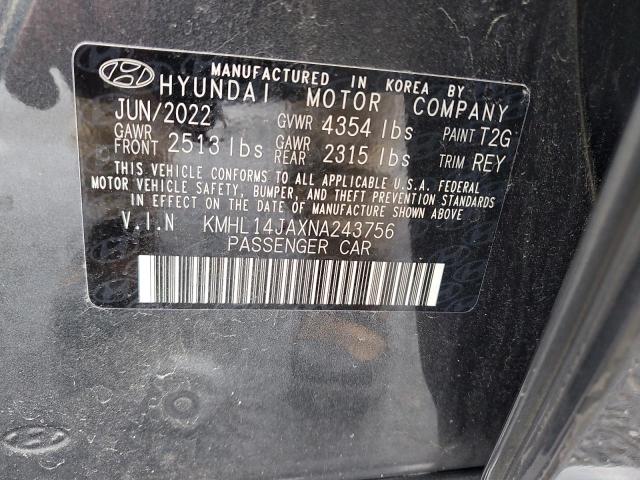 MANUFACTURED IN KOREA BY
HYUNDAI MOTOR COMPANY
JUN/2022 GVWR 4354 lbs PAINT T2G
GAWR FRONT 2513 lbs GAWR REAR 2315 lbs TRIM REY
THIS VEHICLE CONFORMS TO ALL APPLICABLE U.S.A. FEDERAL
MOTOR VEHICLE SAFETY, BUMPER, AND THEFT PREVENTION STANDARDS
IN EFFECT ON THE DATE OF MANUFACTURE SHOWN ABOVE
V.I.N KMHL14JAXNA243756
PASSENGER CAR